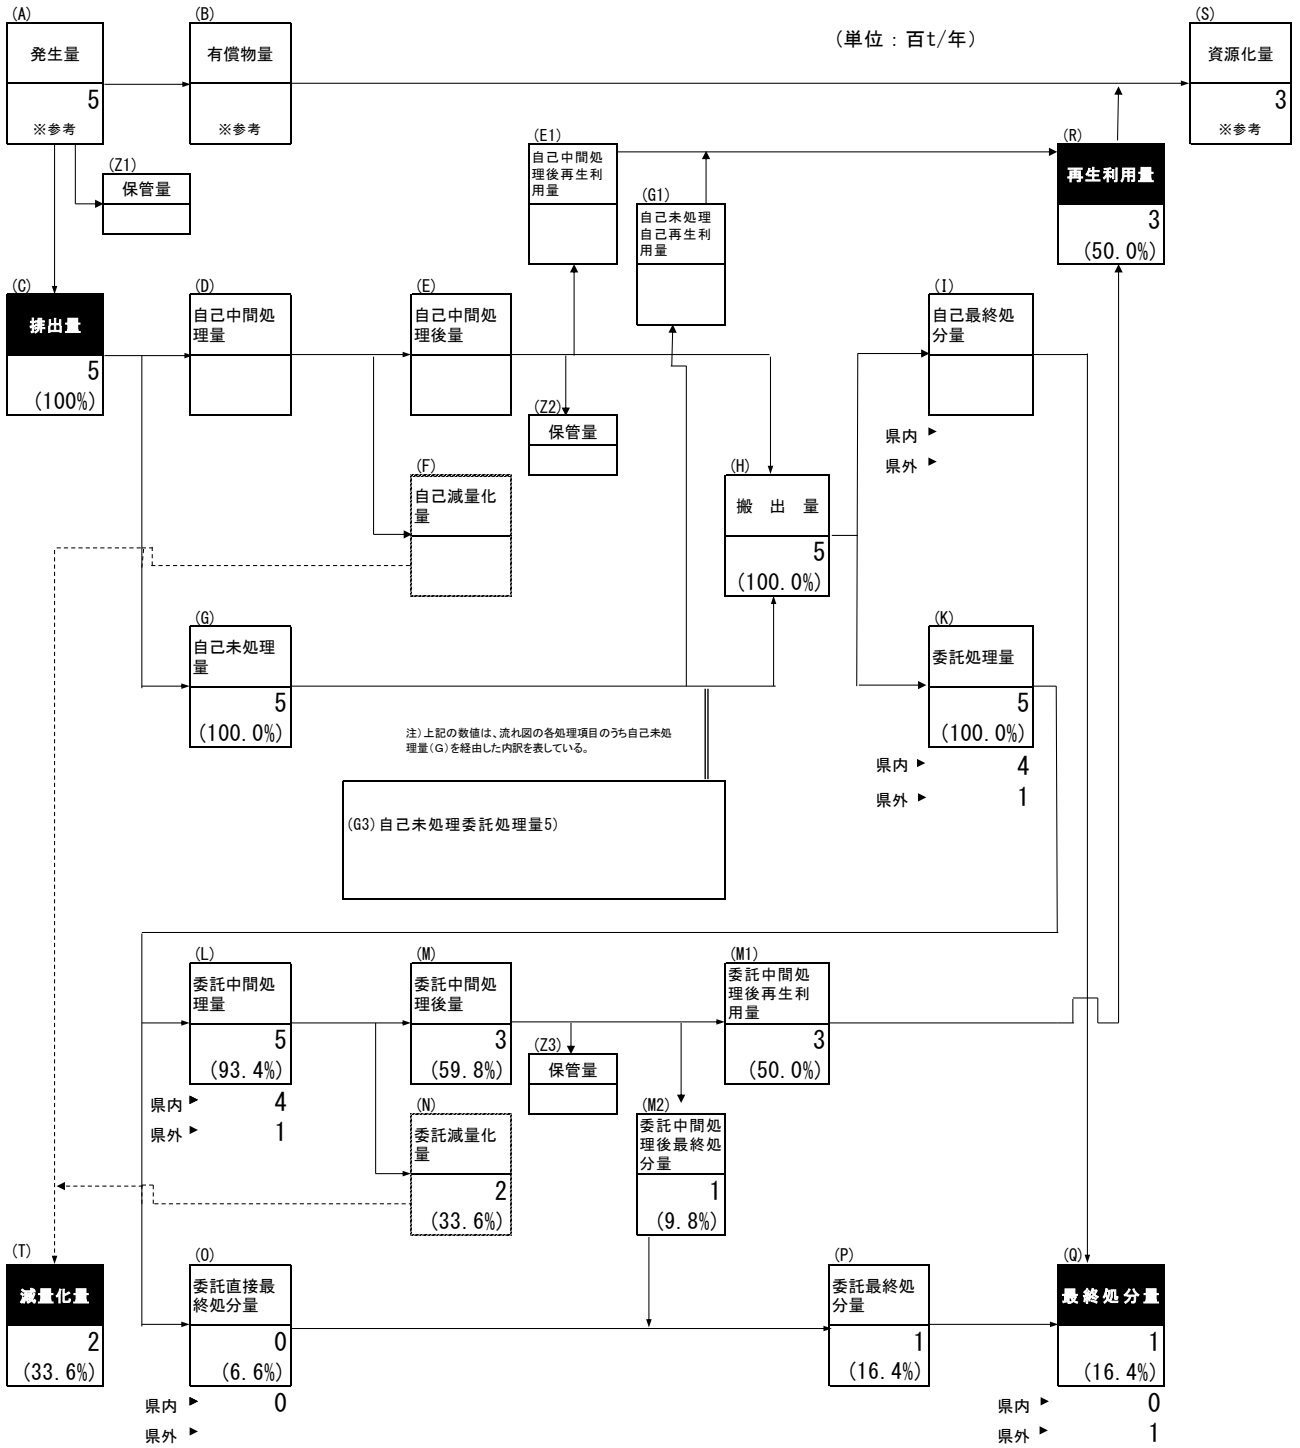 (A)
発生量
5
※参考
(B)
有償物量
※参考
(単位：百t/年)
(S)
資源化量
3
※参考
(Z1)
保管量
(E1)
自己中間処
理後再生利
用量
(G1)
自己未処理
自己再生利
用量
(R)
再生利用量
3
(50.0%)
(C)
排出量
5
(100%)
(D)
自己中間処
理量
(E)
自己中間処
理後量
(Z2)
保管量
(F)
自己減量化
量
(I)
自己最終処
分量
県内 ►
県外 ►
(H)
搬 出 量
5
(100.0%)
(G)
自己未処理
量
5
(100.0%)
(K)
委託処理量
5
(100.0%)
県内 ► 4
県外 ► 1
注)上記の数値は、流れ図の各処理項目のうち自己未処
理量(G)を経由した内訳を表している。
(G3)自己未処理委託処理量5)
(L)
委託中間処
理量
5
(93.4%)
県内 ► 4
県外 ► 1
(M)
委託中間処
理後量
3
(59.8%)
(Z3)
保管量
(M1)
委託中間処
理後再生利
用量
3
(50.0%)
(N)
委託減量化
量
2
(33.6%)
(M2)
委託中間処
理後最終処
分量
1
(9.8%)
(T)
減量化量
2
(33.6%)
(O)
委託直接最
終処分量
0
(6.6%)
県内 ► 0
県外 ►
(P)
委託最終処
分量
1
(16.4%)
(Q)
最終処分量
1
(16.4%)
県内 ► 0
県外 ► 1